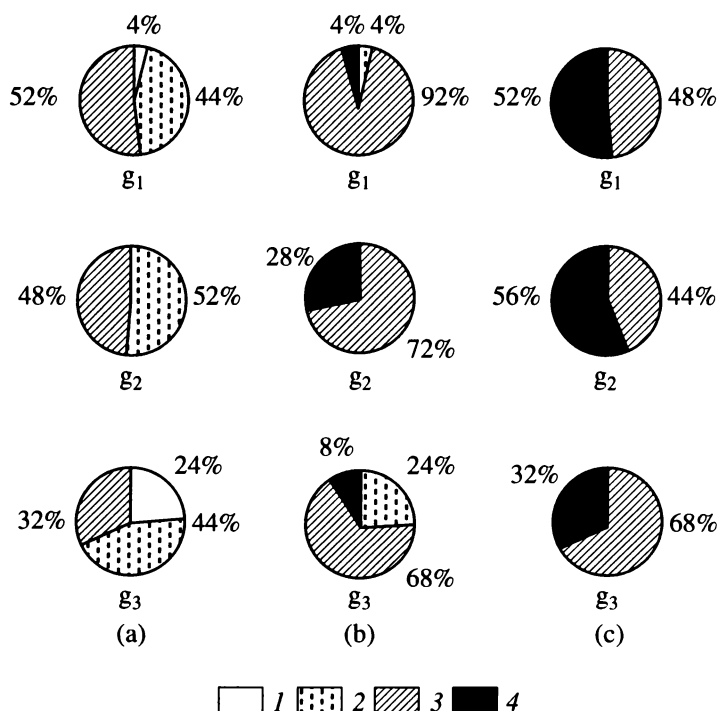 4% 4% 4%
52% 44% 92% 52% 48%
g₁ g₁ g₁
28%
48% 52% 56% 44%
72%
g₂ g₂ g₂
24% 8% 24% 32%
32% 44% 68%
68%
g₃ g₃ g₃
(a) (b) (c)
1 2 3 4